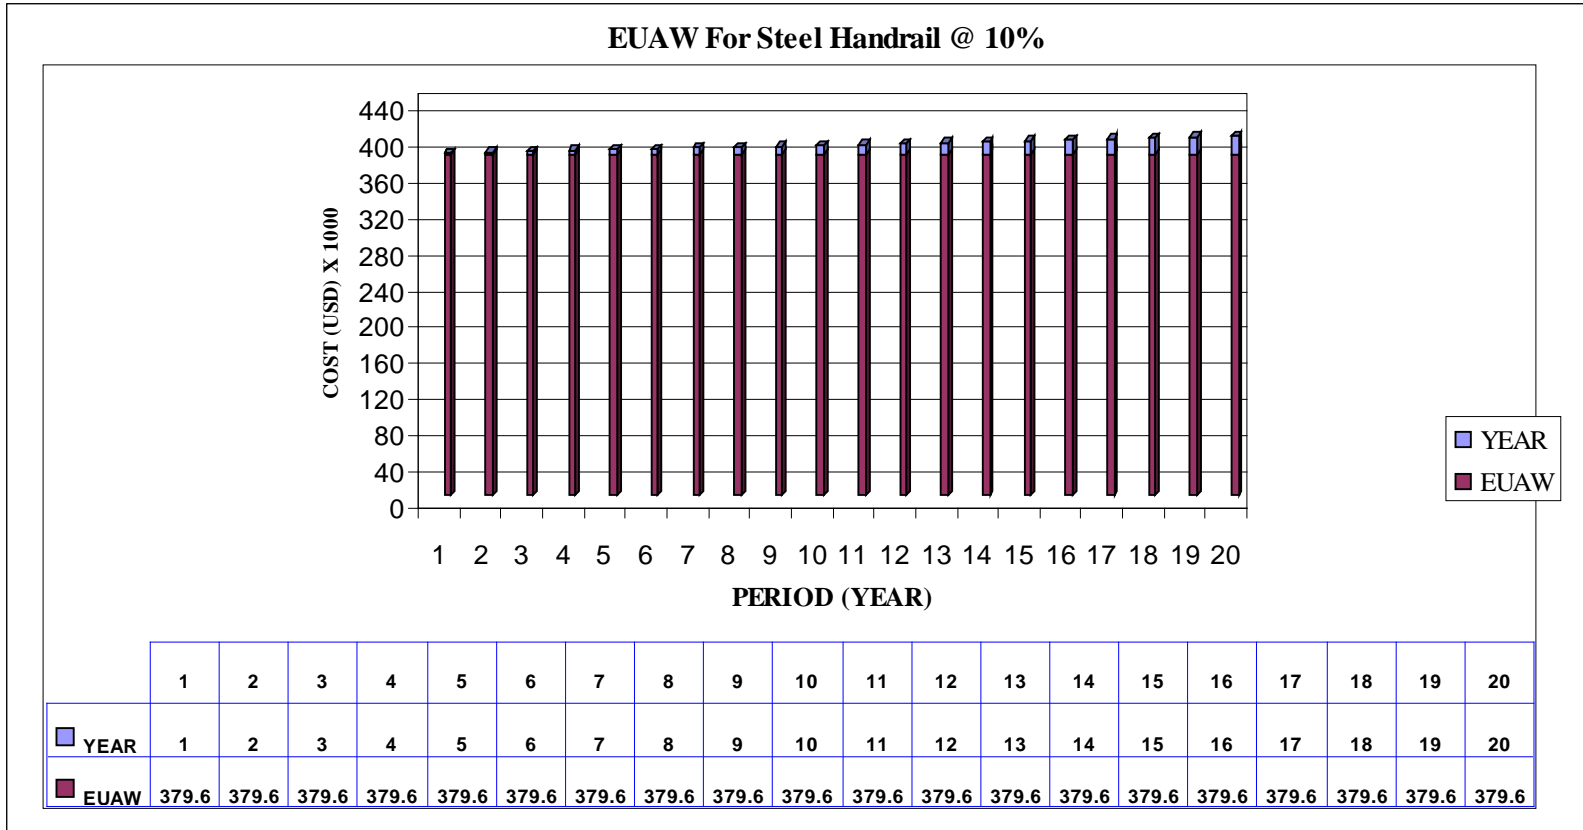 EUAW For Steel Handrail @ 10%
440
400
360
320
280
240
200
160
120
80
40
0
COST (USD) X 1000
1 2 3 4 5 6 7 8 9 10 11 12 13 14 15 16 17 18 19 20
PERIOD (YEAR)
YEAR
EUAW
1 2 3 4 5 6 7 8 9 10 11 12 13 14 15 16 17 18 19 20
YEAR 1 2 3 4 5 6 7 8 9 10 11 12 13 14 15 16 17 18 19 20
EUAW 379.6 379.6 379.6 379.6 379.6 379.6 379.6 379.6 379.6 379.6 379.6 379.6 379.6 379.6 379.6 379.6 379.6 379.6 379.6 379.6